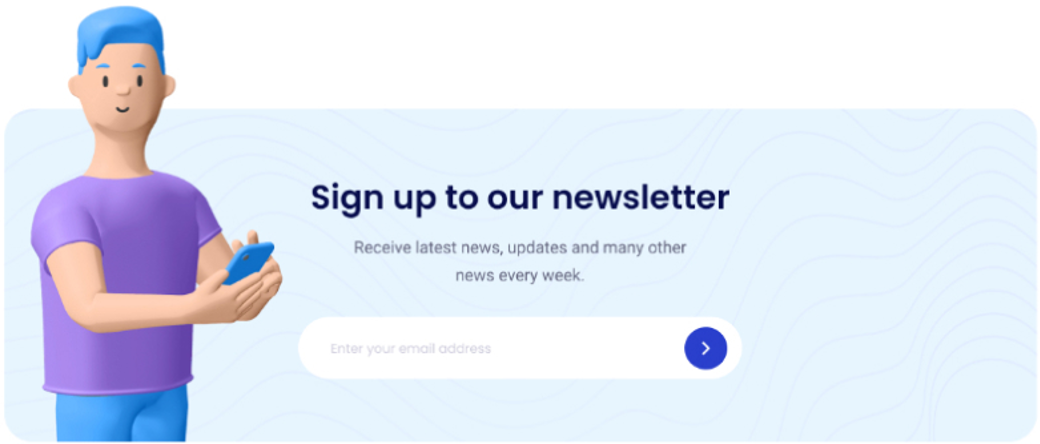 Sign up to our newsletter
Receive latest news, updates and many other
news every week.
Enter your email address